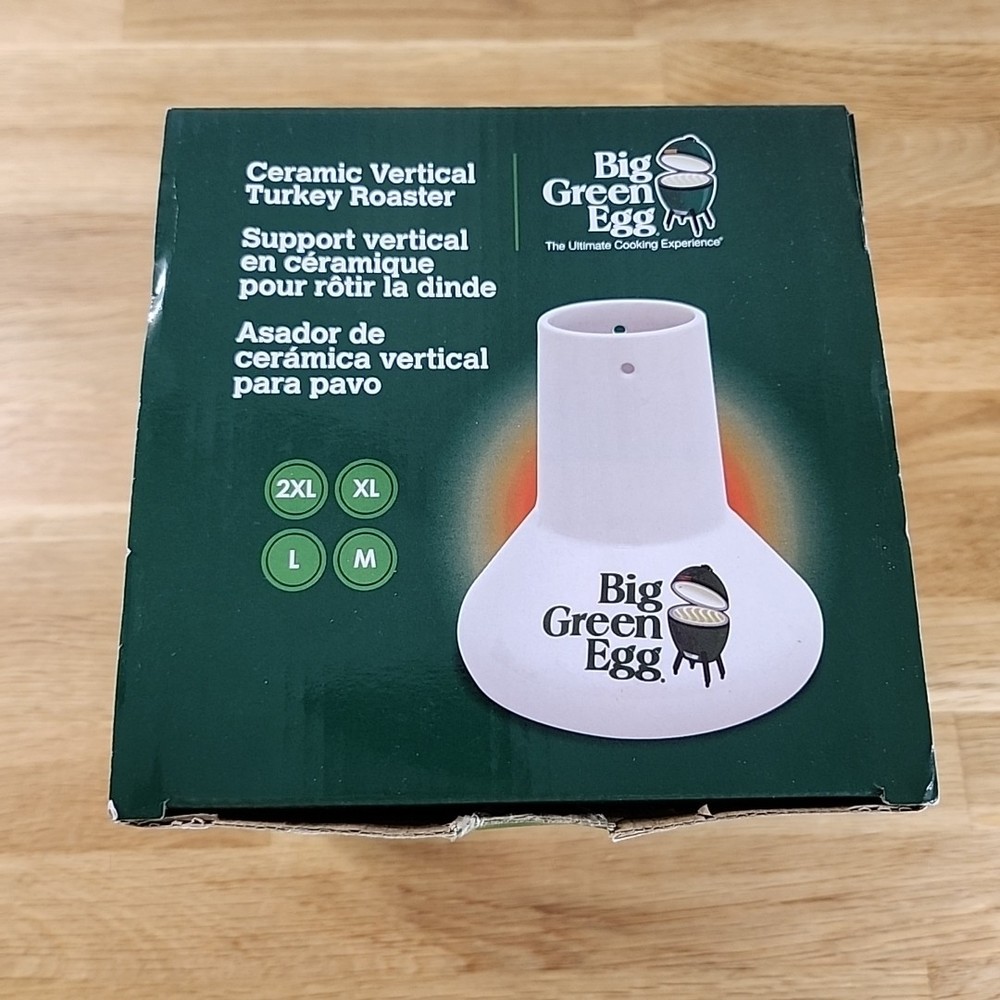 Ceramic Vertical
Turkey Roaster
Support vertical
en céramique
pour rôtir la dinde
Asador de
cerámica vertical
para pavo
2XL
XL
L
M
Big
Green
Egg®
The Ultimate Cooking Experience®
Big
Green
Egg®